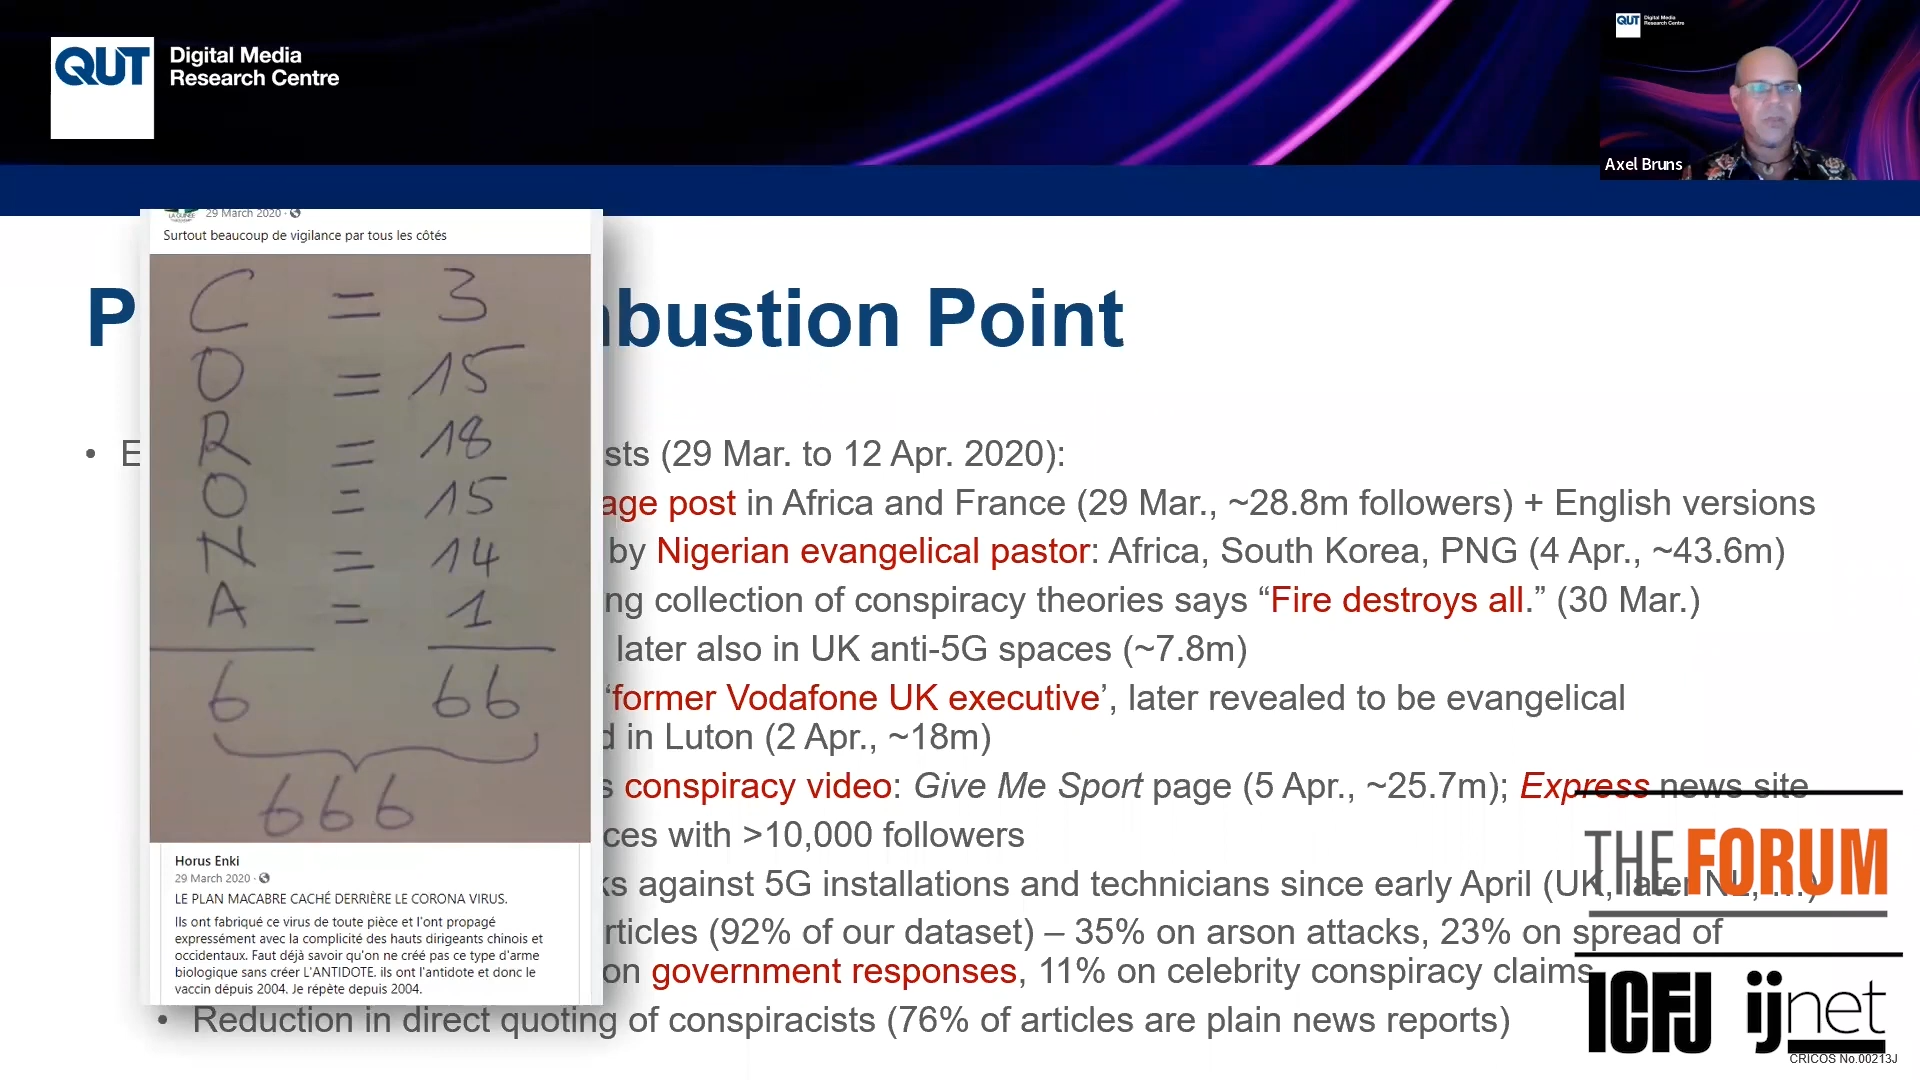 QUT
Digital Media
Research Centre
QUT
Digital Media
Research Centre
Axel Bruns
29 March 2020
Surtout beaucoup de vigilance par tous les côtés
C = 3
O = 15
R = 18
O = 15
N = 14
A = 1
6 66
666
Horus Enki
29 March 2020
LE PLAN MACABRE CACHÉ DERRIÈRE LE CORONA VIRUS.
Ils ont fabriqué ce virus de toute pièce et l'ont propagé
expressément avec la complicité des hauts dirigeants chinois et
occidentaux. Faut déjà savoir qu'on ne créé pas ce type d'arme
biologique sans créer L'ANTIDOTE. ils ont l'antidote et donc le
vaccin dépuis 2004. Je répète depuis 2004.
P bustion Point
• E sts (29 Mar. to 12 Apr. 2020):
age post in Africa and France (29 Mar., ~28.8m followers) + English versions
by Nigerian evangelical pastor: Africa, South Korea, PNG (4 Apr., ~43.6m)
ng collection of conspiracy theories says “Fire destroys all.” (30 Mar.)
later also in UK anti-5G spaces (~7.8m)
‘former Vodafone UK executive’, later revealed to be evangelical
d in Luton (2 Apr., ~18m)
s conspiracy video: Give Me Sport page (5 Apr., ~25.7m); Express news site
ces with >10,000 followers
ks against 5G installations and technicians since early April (UK, later NL, ...)
rticles (92% of our dataset) – 35% on arson attacks, 23% on spread of
on government responses, 11% on celebrity conspiracy claims
• Reduction in direct quoting of conspiracists (76% of articles are plain news reports)
THE FORUM
ICFJ ijnet
CRICOS No.00213J